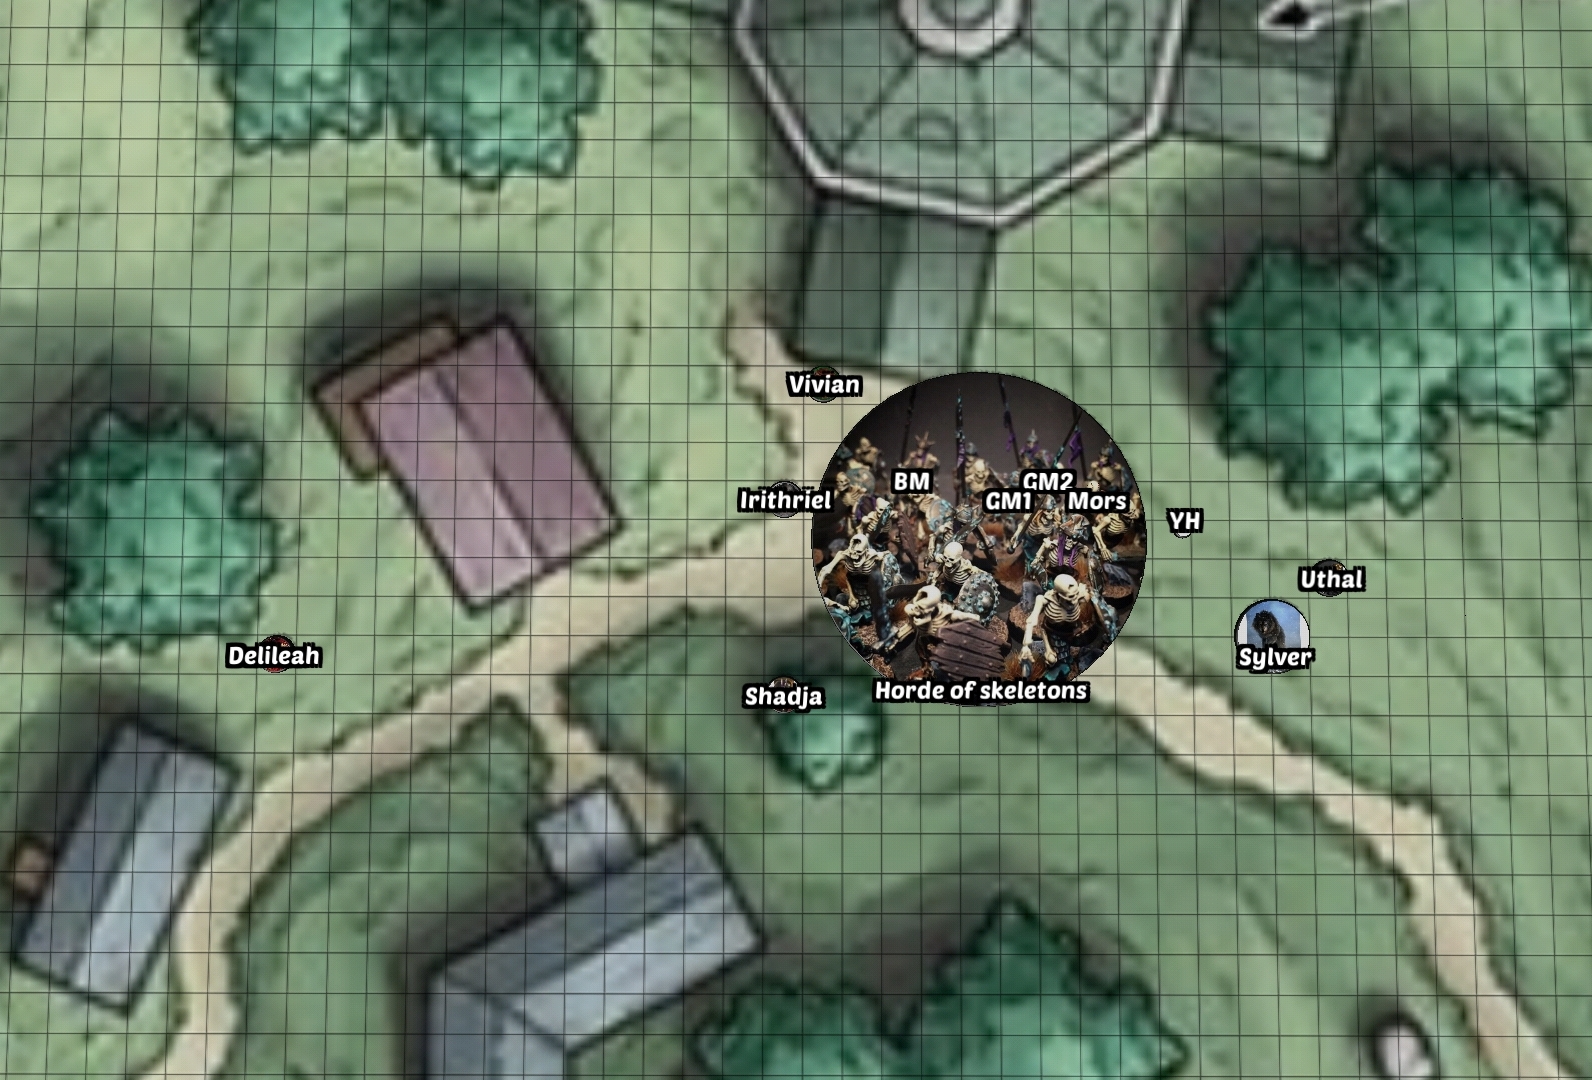 Vivian
BM
GM2
Irithriel
GM1
Mors
YH
Uthal
Delileah
Sylver
Shadja
Horde of skeletons